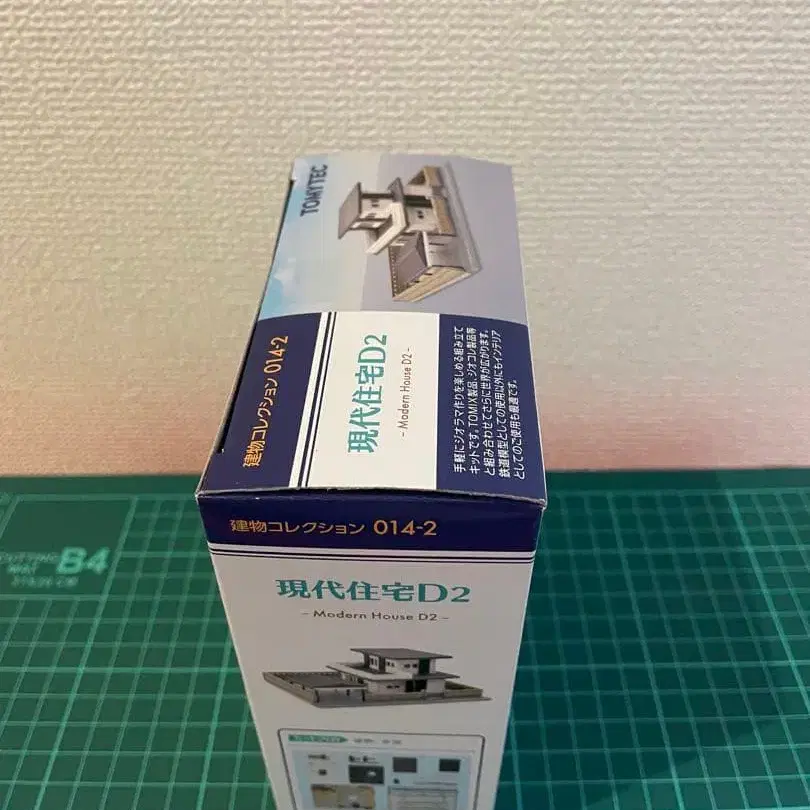 TOMYTEC
建物コレクション 014-2
現代住宅D2
- Modern House D2 -
手軽にジオラマ作りを楽しめる組み立て
キットです。TOMIX製品・ジオコレ製品等
と組み合わせてさらに世界が広がります。
鉄道模型としての使用以外にもインテリア
としてのご使用も最適です。
建物コレクション 014-2
現代住宅D2
- Modern House D2 -
CUTTING
MAT
B4